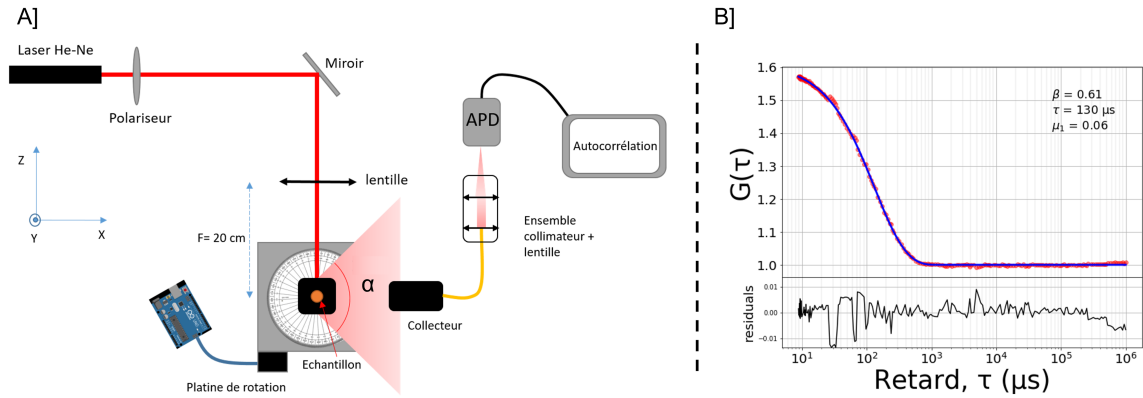 A]
Laser He-Ne
Polariseur
Miroir
Z
Y
X
F= 20 cm
lentille
α
APD
Autocorrélation
Ensemble
collimateur +
lentille
Collecteur
Echantillon
Platine de rotation
B]
β = 0.61
τ = 130 μs
μ₁ = 0.06
G(τ)
1.6
1.5
1.4
1.3
1.2
1.1
1.0
residuals
0.01
0.00
−0.01
10¹
10²
10³
10⁴
10⁵
10⁶
Retard, τ (μs)